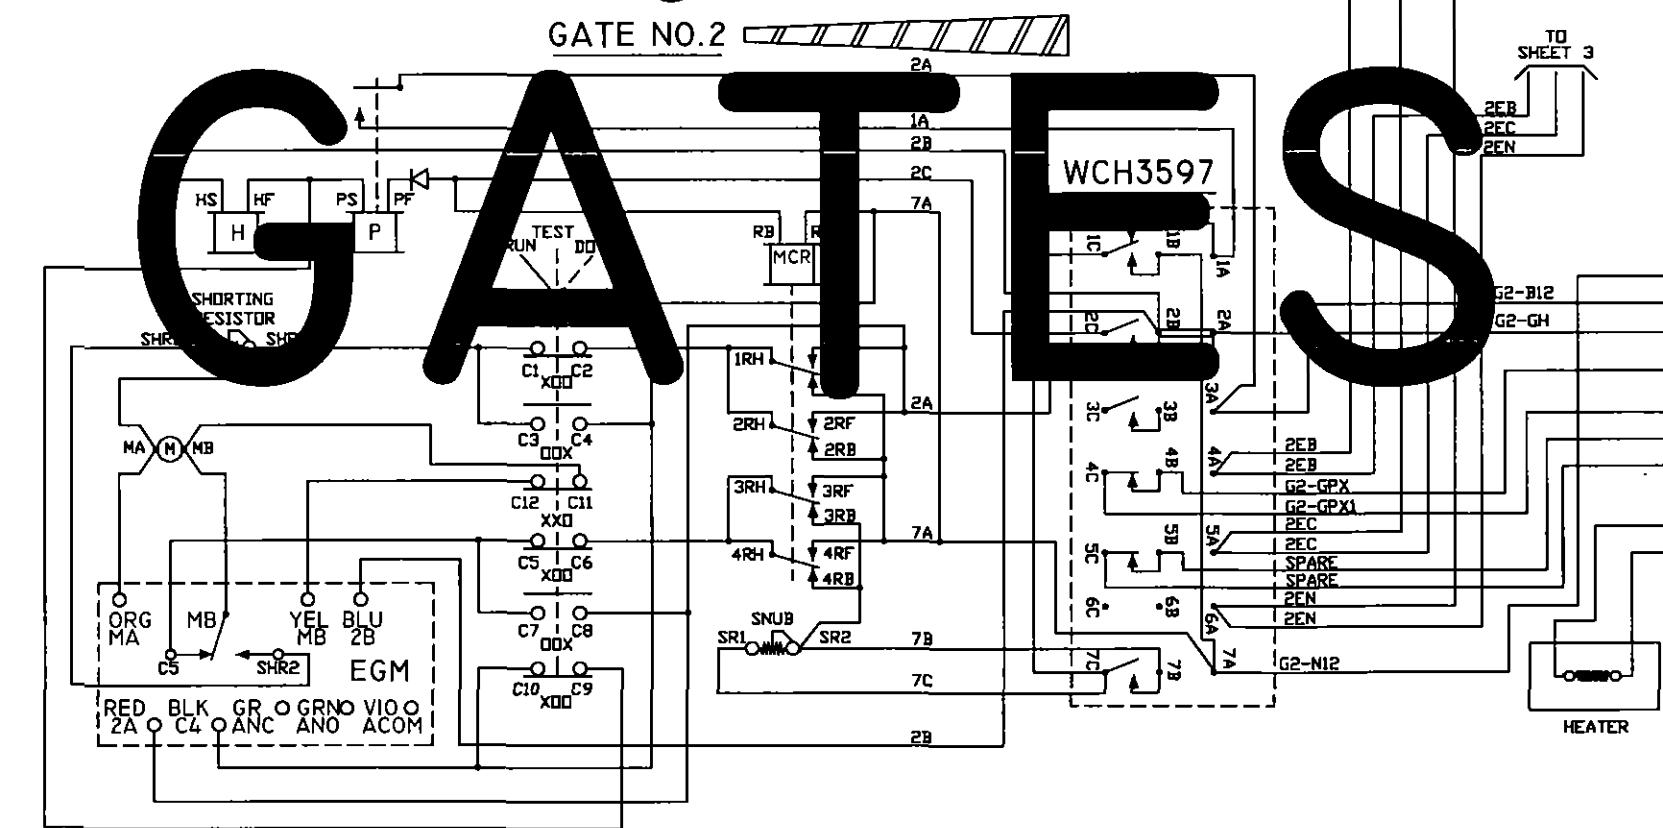 GATE NO.2
GATES
TO
SHEET 3
2A
1A
2B
2C
7A
2EB
2EC
2EN
WCH3597
HS HF PS PF
H P
TEST
RUN
RB
MCR
1C 1B 1A
SHORTING
RESISTOR
2C 2B 2A
G2-B12
G2-GH
C1 C2
X00
1RH
3A
2A
3C 3B
C3 C4
00X
2RH 2RF
2RB
MA M MB
4C 4B 4A
2EB
2EB
G2-GPX
G2-GPX1
C12 C11
XX0
3RH 3RF
3RB
7A
5C 5B 5A
2EC
2EC
SPARE
SPARE
C5 C6
X00
4RH 4RF
4RB
6C 6B 6A
2EN
2EN
ORG
MA
MB
YEL
MB
BLU
2B
C7 C8
00X
SNUB
SR1 SR2
7B
7C
7C 7B 7A
G2-N12
C5 SHR2
EGM
C10 C9
X00
RED
2A
BLK
C4
GR
ANC
GRN
ANO
VIO
ACOM
2B
HEATER